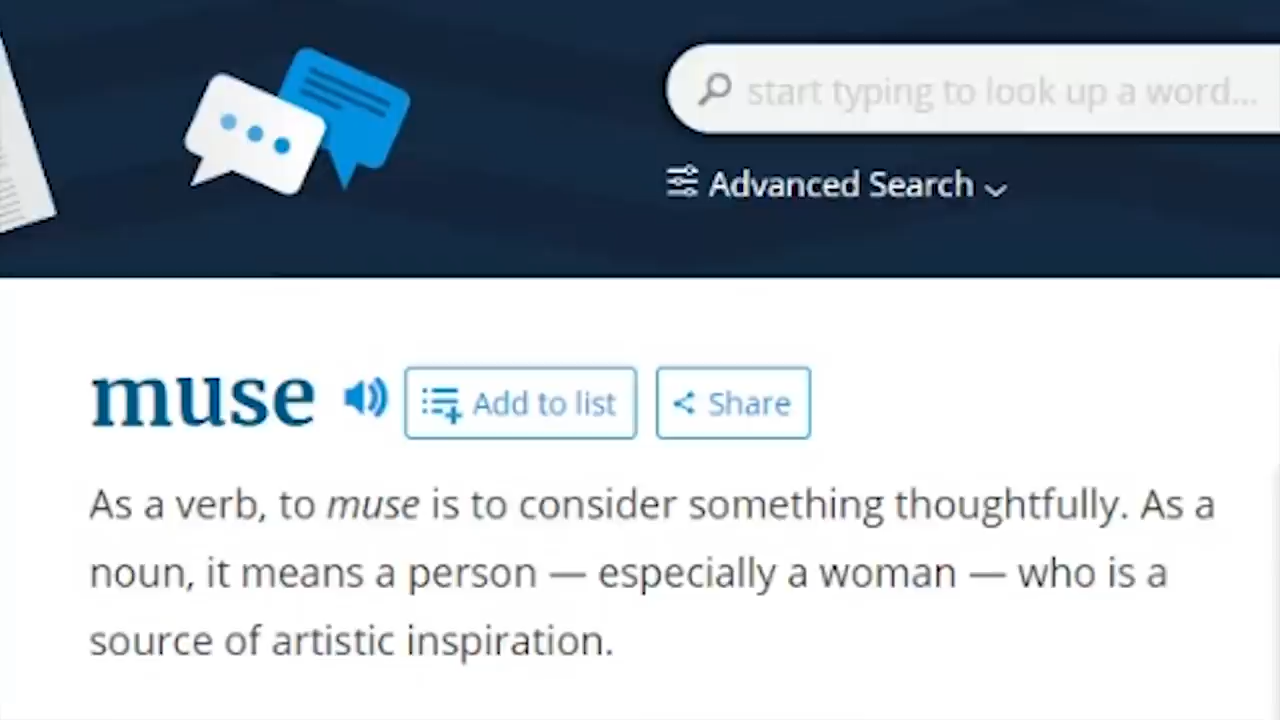 start typing to look up a word...
Advanced Search
muse Add to list Share
As a verb, to muse is to consider something thoughtfully. As a
noun, it means a person — especially a woman — who is a
source of artistic inspiration.